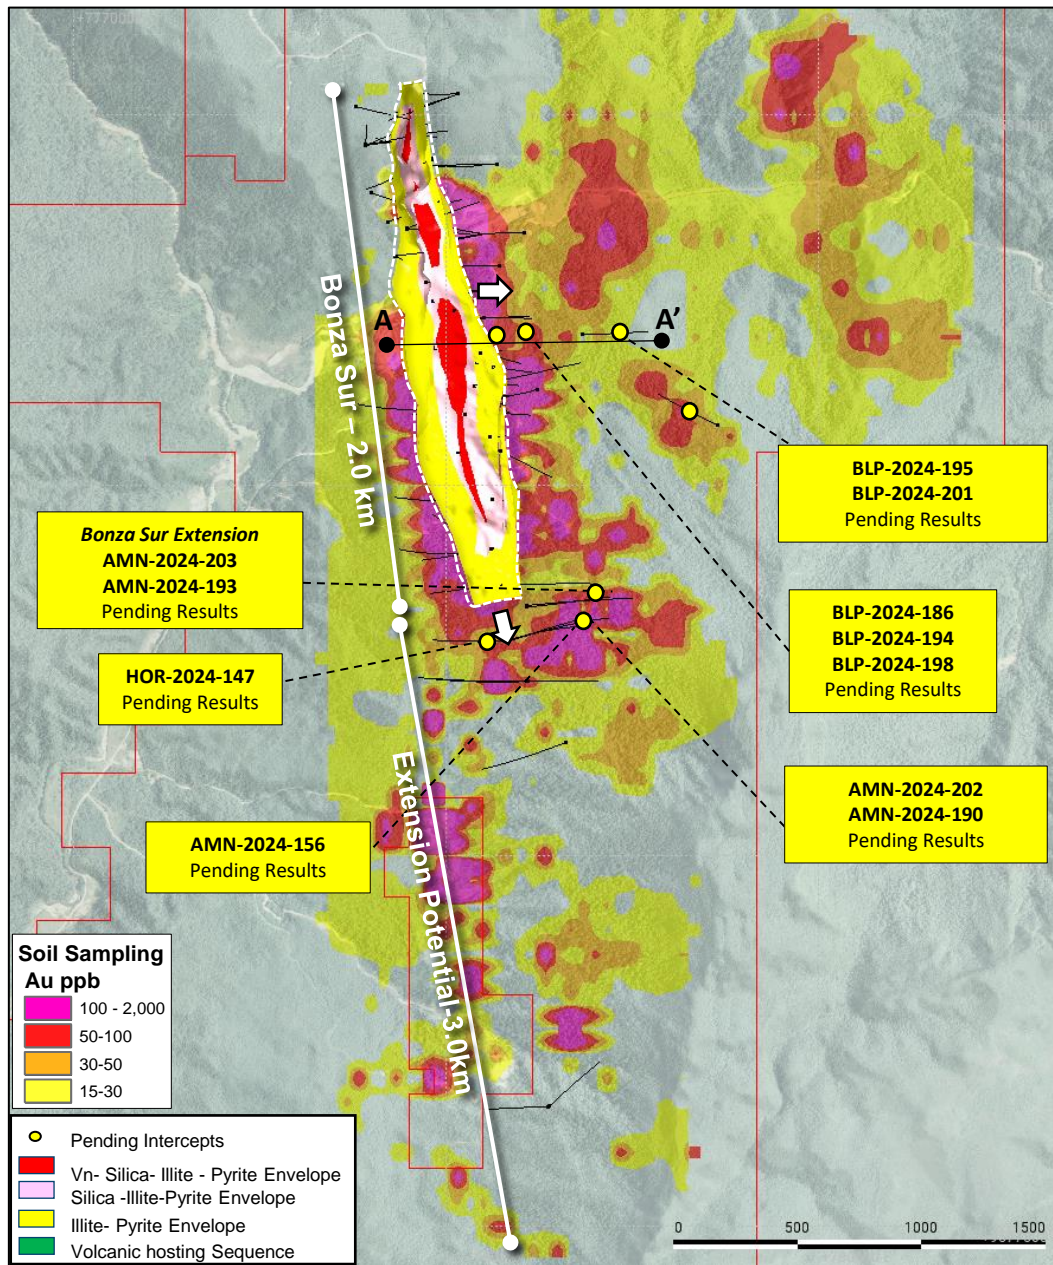 +7770000
A
A'
Bonza Sur – 2.0 km
BLP-2024-195
BLP-2024-201
Pending Results
Bonza Sur Extension
AMN-2024-203
AMN-2024-193
Pending Results
BLP-2024-186
BLP-2024-194
BLP-2024-198
Pending Results
HOR-2024-147
Pending Results
Extension Potential-3.0km
AMN-2024-202
AMN-2024-190
Pending Results
AMN-2024-156
Pending Results
Soil Sampling
Au ppb
100 - 2,000
50-100
30-50
15-30
Pending Intercepts
Vn- Silica- Illite - Pyrite Envelope
Silica -Illite-Pyrite Envelope
Illite- Pyrite Envelope
Volcanic hosting Sequence
0 500 1000 1500